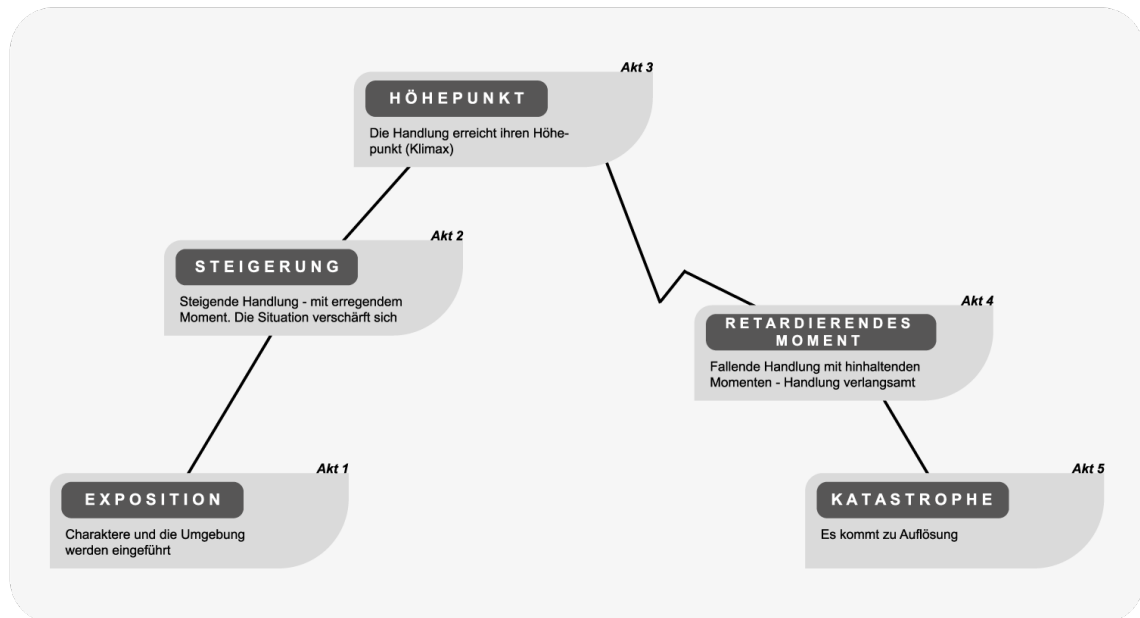 Akt 3
HÖHEPUNKT
Die Handlung erreicht ihren Höhe-
punkt (Klimax)
Akt 2
STEIGERUNG
Steigende Handlung - mit erregendem
Moment. Die Situation verschärft sich
Akt 4
RETARDIERENDES
MOMENT
Fallende Handlung mit hinhaltenden
Momenten - Handlung verlangsamt
Akt 1
EXPOSITION
Charaktere und die Umgebung
werden eingeführt
Akt 5
KATASTROPHE
Es kommt zu Auflösung